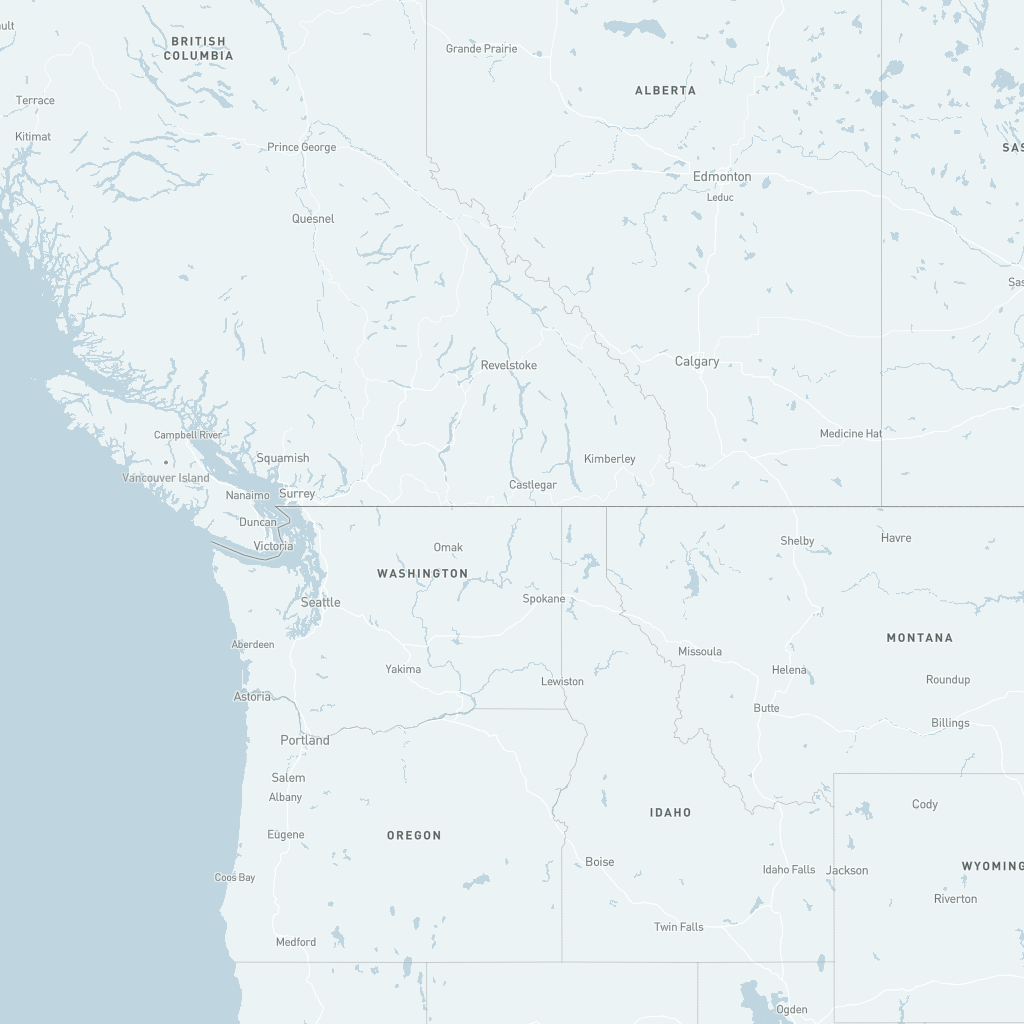 ault
BRITISH
COLUMBIA
Grande Prairie
ALBERTA
Terrace
Kitimat
Prince George
SAS
Edmonton
Leduc
Quesnel
Sas
Calgary
Revelstoke
Medicine Hat
Campbell River
Squamish
Kimberley
Vancouver Island
Castlegar
Nanaimo
Surrey
Duncan
Victoria
Omak
Shelby
Havre
WASHINGTON
Seattle
Spokane
MONTANA
Aberdeen
Missoula
Yakima
Helena
Lewiston
Roundup
Astoria
Butte
Billings
Portland
Salem
Albany
Cody
IDAHO
Eugene
OREGON
Boise
Idaho Falls
Jackson
WYOMING
Coos Bay
Riverton
Twin Falls
Medford
Ogden